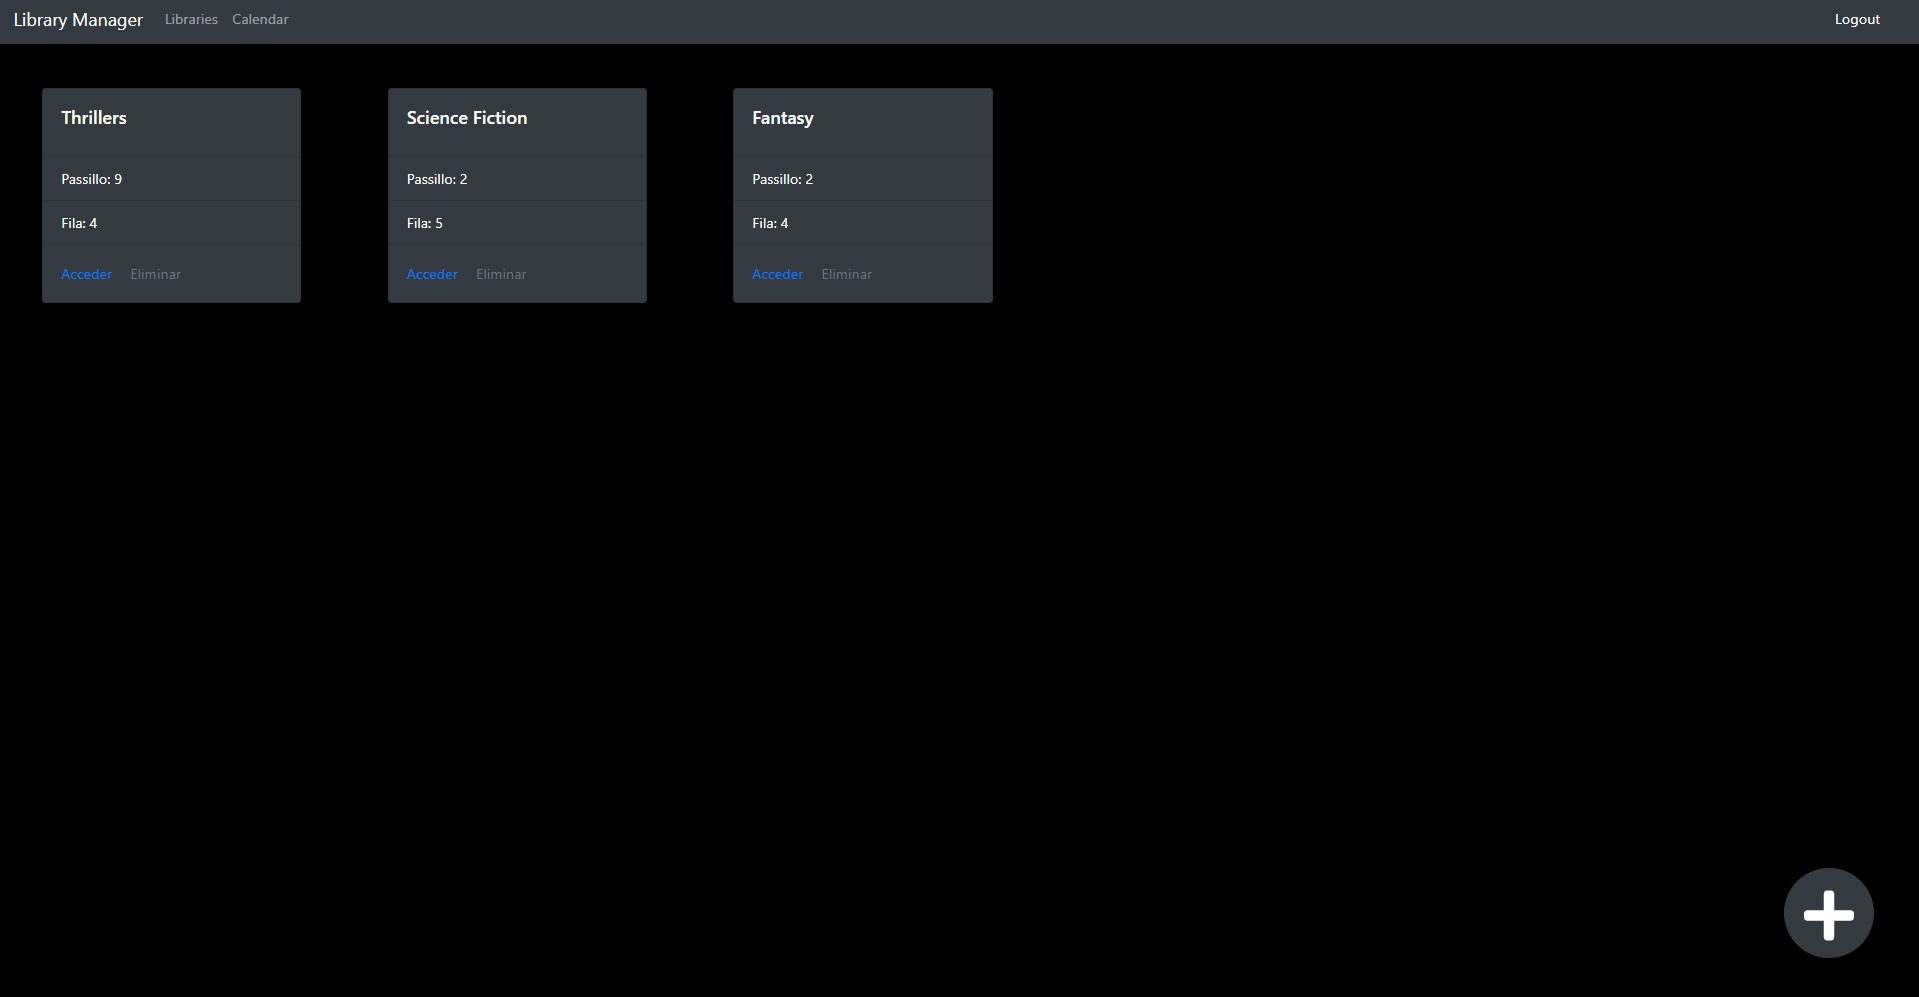 Library Manager Libraries Calendar Logout
Thrillers
Passillo: 9
Fila: 4
Acceder Eliminar
Science Fiction
Passillo: 2
Fila: 5
Acceder Eliminar
Fantasy
Passillo: 2
Fila: 4
Acceder Eliminar